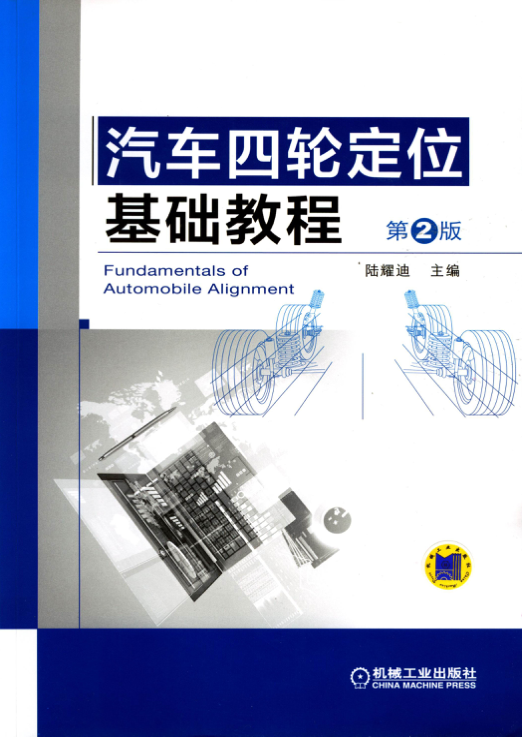 汽车四轮定位
基础教程 第2版
Fundamentals of
Automobile Alignment
陆耀迪 主编
机械工业出版社
CHINA MACHINE PRESS